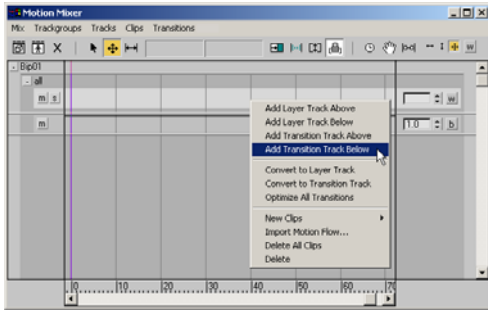 Motion Mixer
Mix Trackgroups Tracks Clips Transitions
Bip01
all
m s
w
m
1.0 b
Add Layer Track Above
Add Layer Track Below
Add Transition Track Above
Add Transition Track Below
Convert to Layer Track
Convert to Transition Track
Optimize All Transitions
New Clips
Import Motion Flow...
Delete All Clips
Delete
0 10 20 30 40 50 60 70